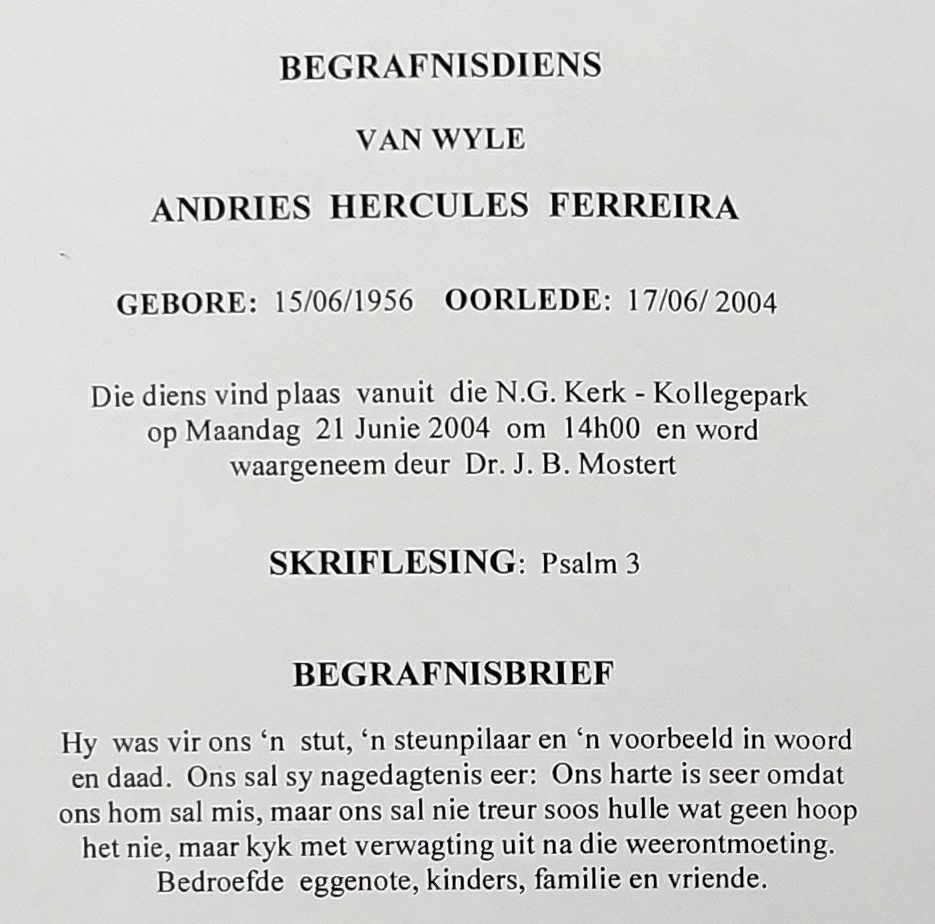 BEGRAFNISDIENS
VAN WYLE
ANDRIES HERCULES FERREIRA
GEBORE: 15/06/1956 OORLEDE: 17/06/ 2004
Die diens vind plaas vanuit die N.G. Kerk - Kollegepark
op Maandag 21 Junie 2004 om 14h00 en word
waargeneem deur Dr. J. B. Mostert
SKRIFLESING: Psalm 3
BEGRAFNISBRIEF
Hy was vir ons ‘n stut, ‘n steunpilaar en ‘n voorbeeld in woord
en daad. Ons sal sy nagedagtenis eer: Ons harte is seer omdat
ons hom sal mis, maar ons sal nie treur soos hulle wat geen hoop
het nie, maar kyk met verwagting uit na die weerontmoeting.
Bedroefde eggenote, kinders, familie en vriende.